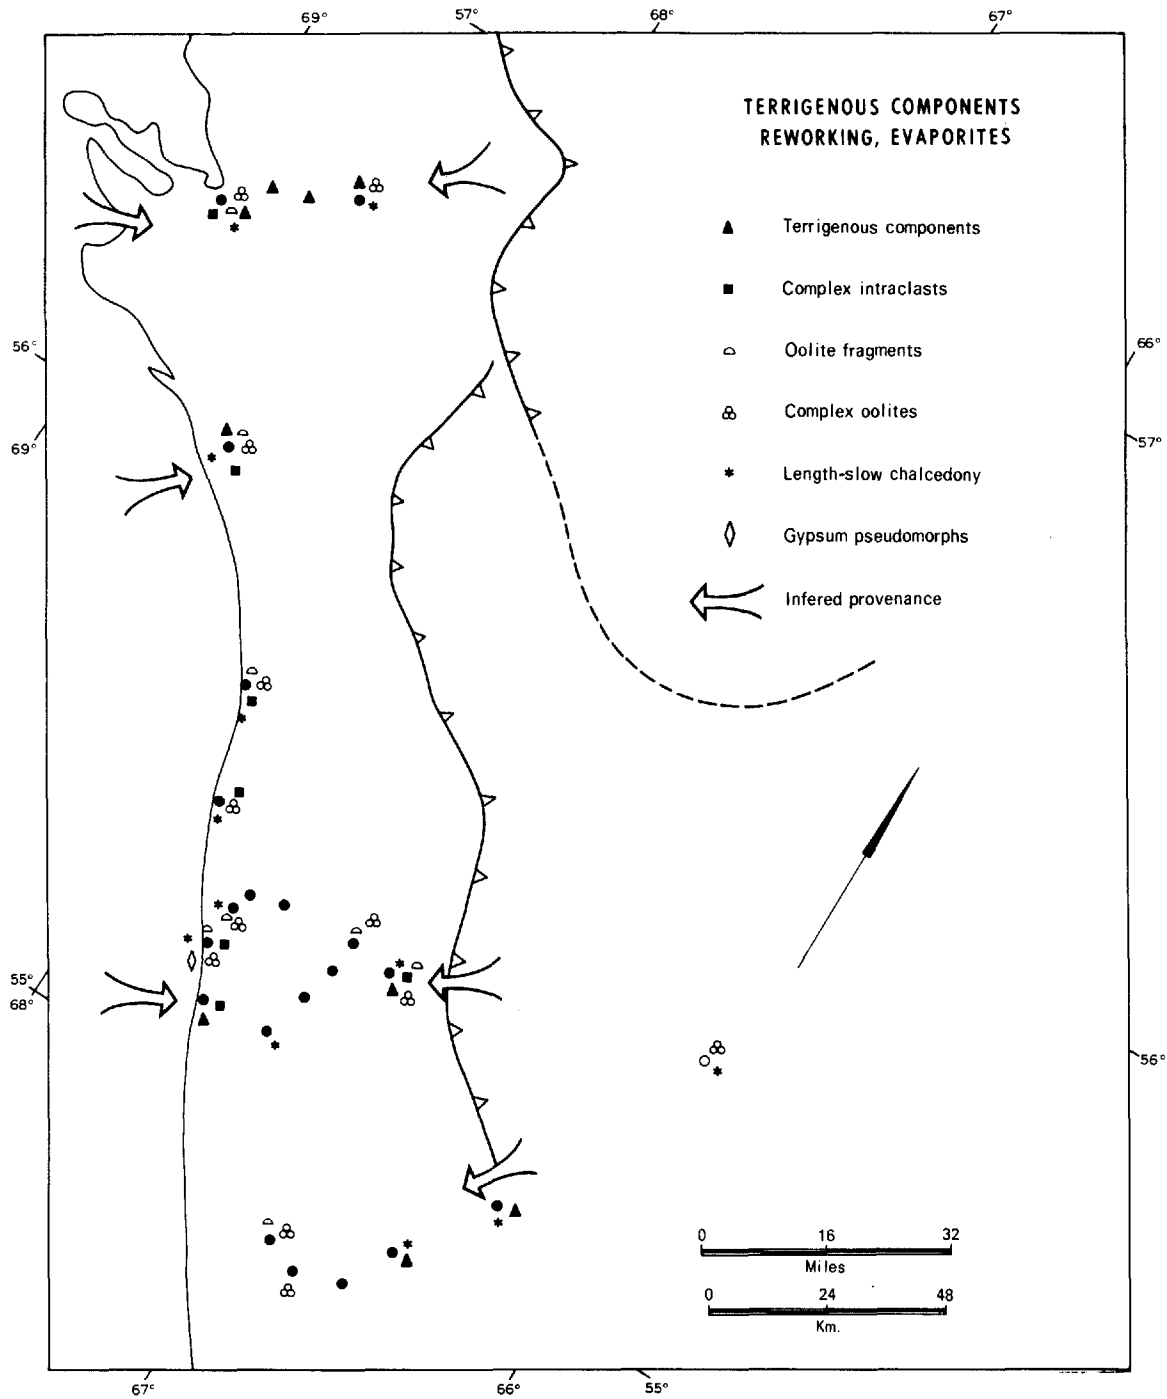 69°
57°
68°
67°
TERRIGENOUS COMPONENTS
REWORKING, EVAPORITES
Terrigenous components
Complex intraclasts
Oolite fragments
Complex oolites
Length-slow chalcedony
Gypsum pseudomorphs
Infered provenance
56°
66°
69°
57°
55°
68°
56°
0 16 32
Miles
0 24 48
Km.
67°
66°
55°